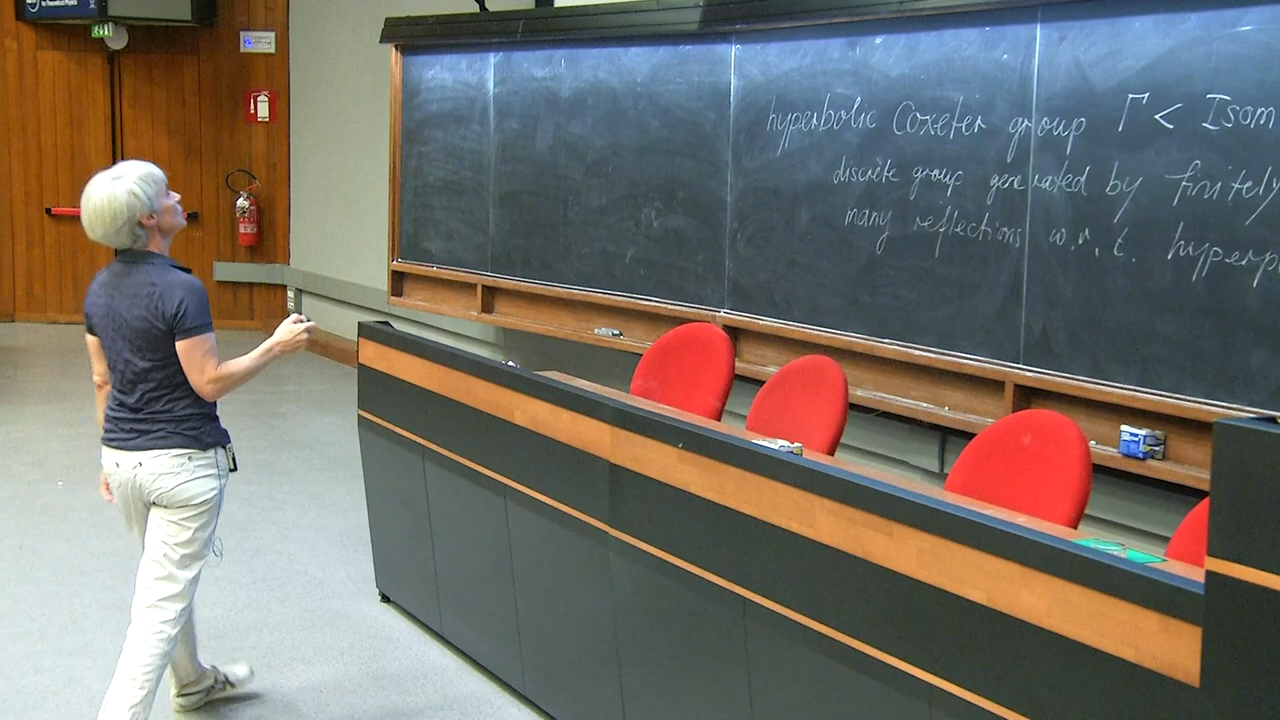 hyperbolic Coxeter group Γ < Isom
discrete group generated by finitely
many reflections w.r.t. hyperp